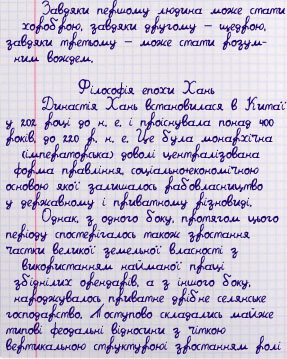 Завдяки першому людина може стати
хороброю, завдяки другому – щедрою,
завдяки третьому – може стати розум-
ним вождем.
Філософія епохи Хань
Династія Хань встановилася в Китаї
у 202 році до н. е. і проіснувала понад 400
років, до 220 р. н. е. Це була монархічна
(імператорська) доволі централізована
форма правління, соціальноекономічною
основою якої залишалось рабовласництво
у державному і приватному різновиді.
Однак, з одного боку, протягом цього
періоду спостерігалось також зростання
частки великої земельної власності з
використанням найманої праці
збіднілих орендарів, а з іншого боку,
народжувалось приватне дрібне селянське
господарство. Поступово складались майже
типові феодальні відносини з чіткою
вертикальною структурою: зростанням ролі